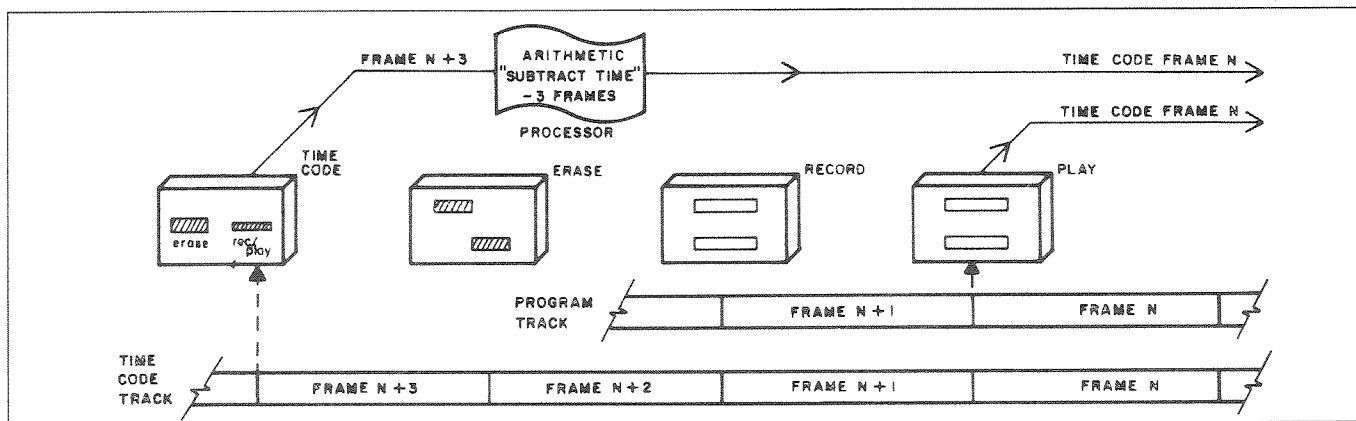 FRAME N + 3
ARITHMETIC
"SUBTRACT TIME"
- 3 FRAMES
PROCESSOR
TIME CODE FRAME N
TIME CODE FRAME N
TIME
CODE
ERASE
RECORD
PLAY
erase
rec/
play
PROGRAM
TRACK
FRAME N + 1
FRAME N
TIME
CODE
TRACK
FRAME N + 3
FRAME N + 2
FRAME N + 1
FRAME N